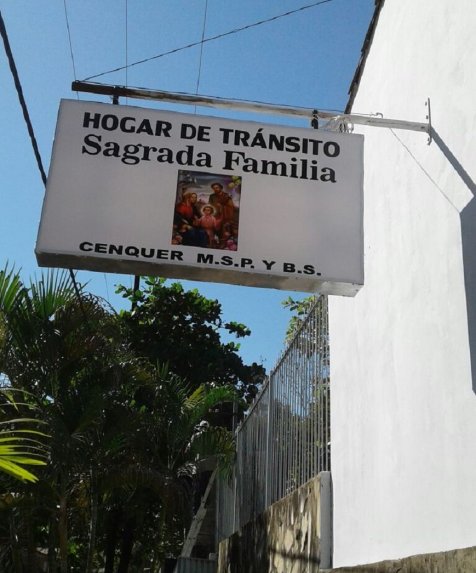 HOGAR DE TRÁNSITO
Sagrada Familia
CENQUER M.S.P. Y B.S.